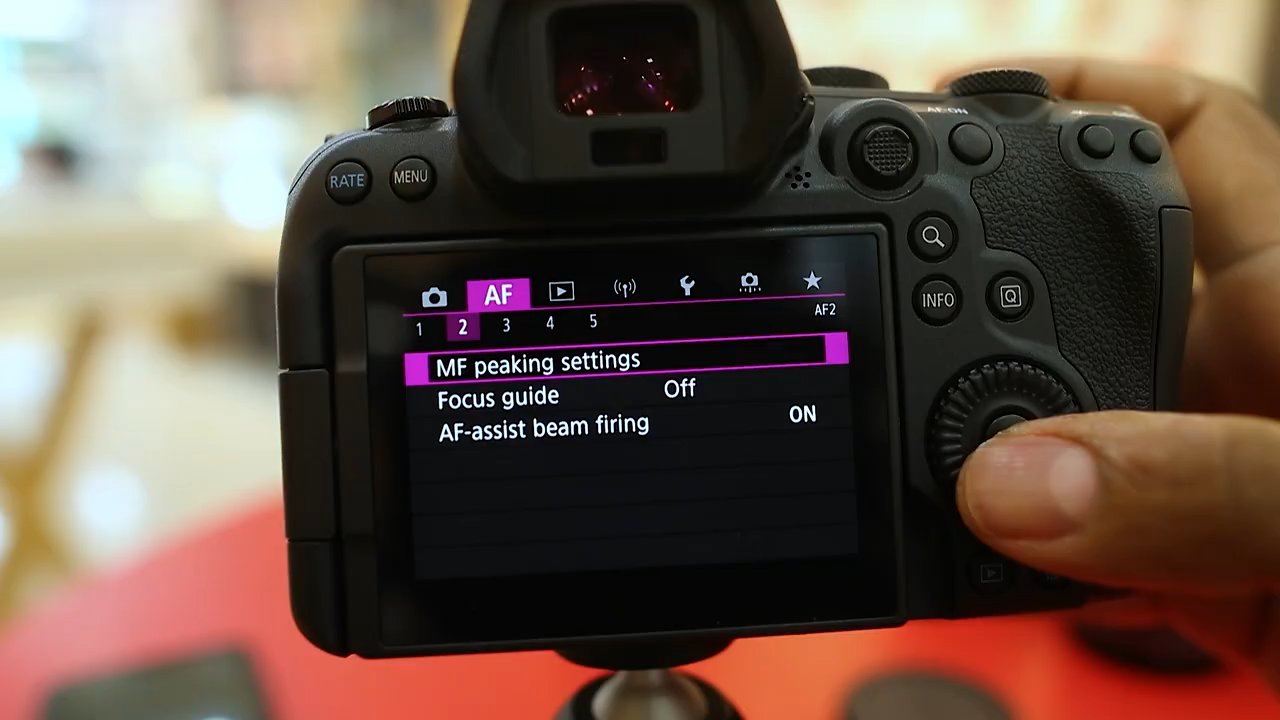 AF-ON
RATE
MENU
INFO
Q
AF
1 2 3 4 5
AF2
MF peaking settings
Focus guide Off
AF-assist beam firing ON